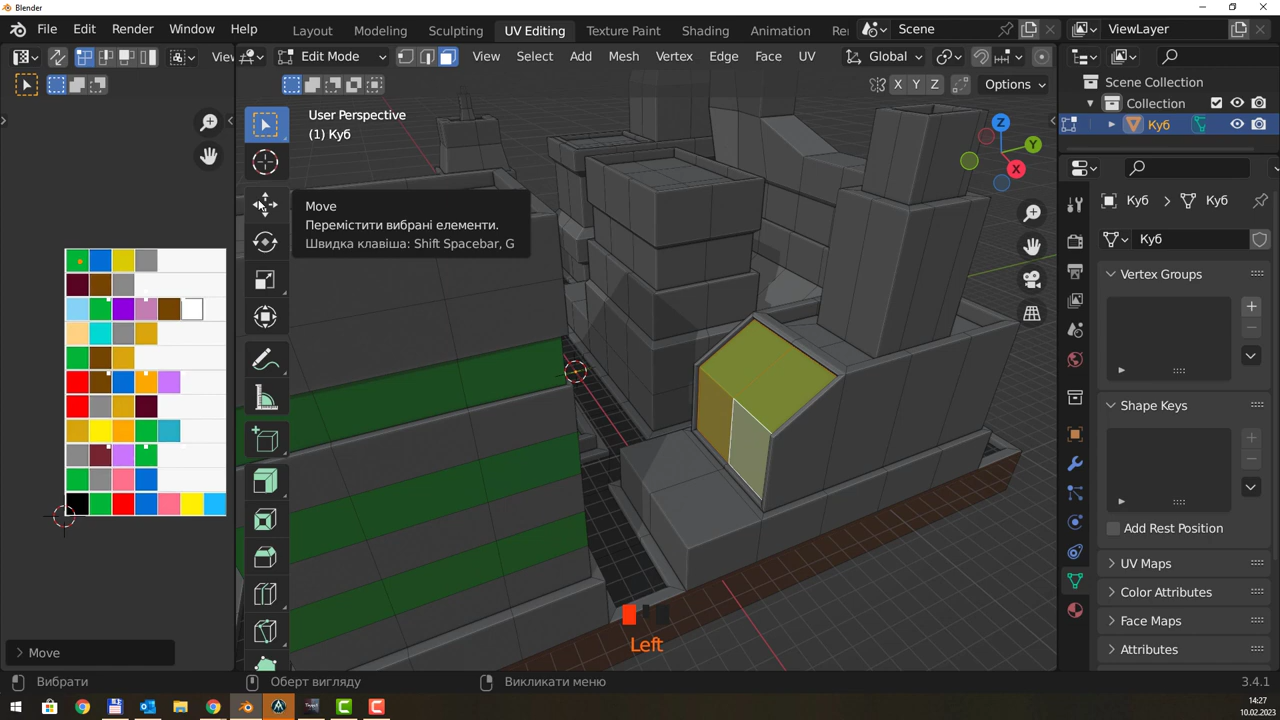 Blender
File
Edit
Render
Window
Help
Layout
Modeling
Sculpting
UV Editing
Texture Paint
Shading
Animation
Re
Scene
ViewLayer
Vie
Edit Mode
View
Select
Add
Mesh
Vertex
Edge
Face
UV
Global
X
Y
Z
Options
User Perspective
(1) Куб
Z
Y
X
Move
Перемістити вибрані елементи.
Швидка клавіша: Shift Spacebar, G
Scene Collection
Collection
Куб
Куб
Куб
Куб
Vertex Groups
Shape Keys
Add Rest Position
UV Maps
Color Attributes
Face Maps
Attributes
Left
Move
Вибрати
Оберт вигляду
Викликати меню
3.4.1
14:27
10.02.2023